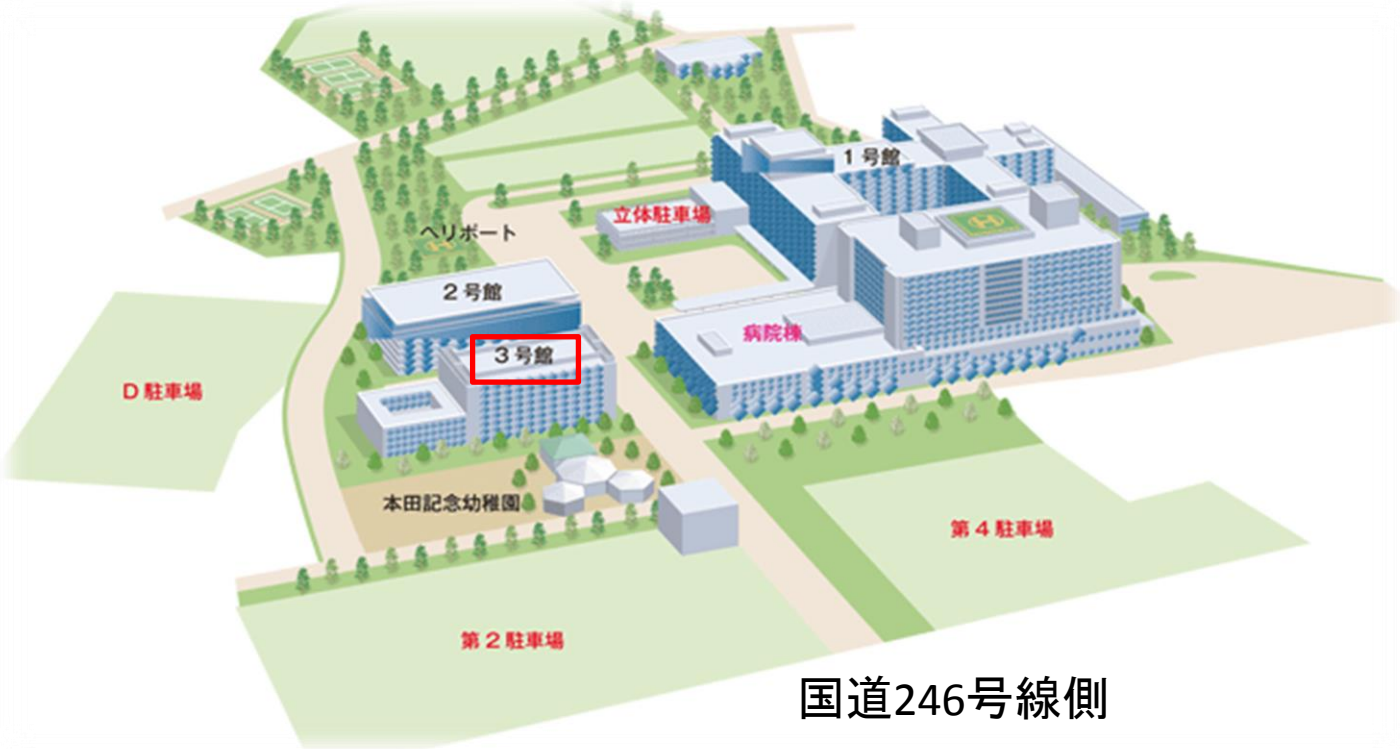 1号館
立体駐車場
ヘリポート
H
H
2号館
病院棟
3号館
D駐車場
本田記念幼稚園
第4駐車場
第2駐車場
国道246号線側